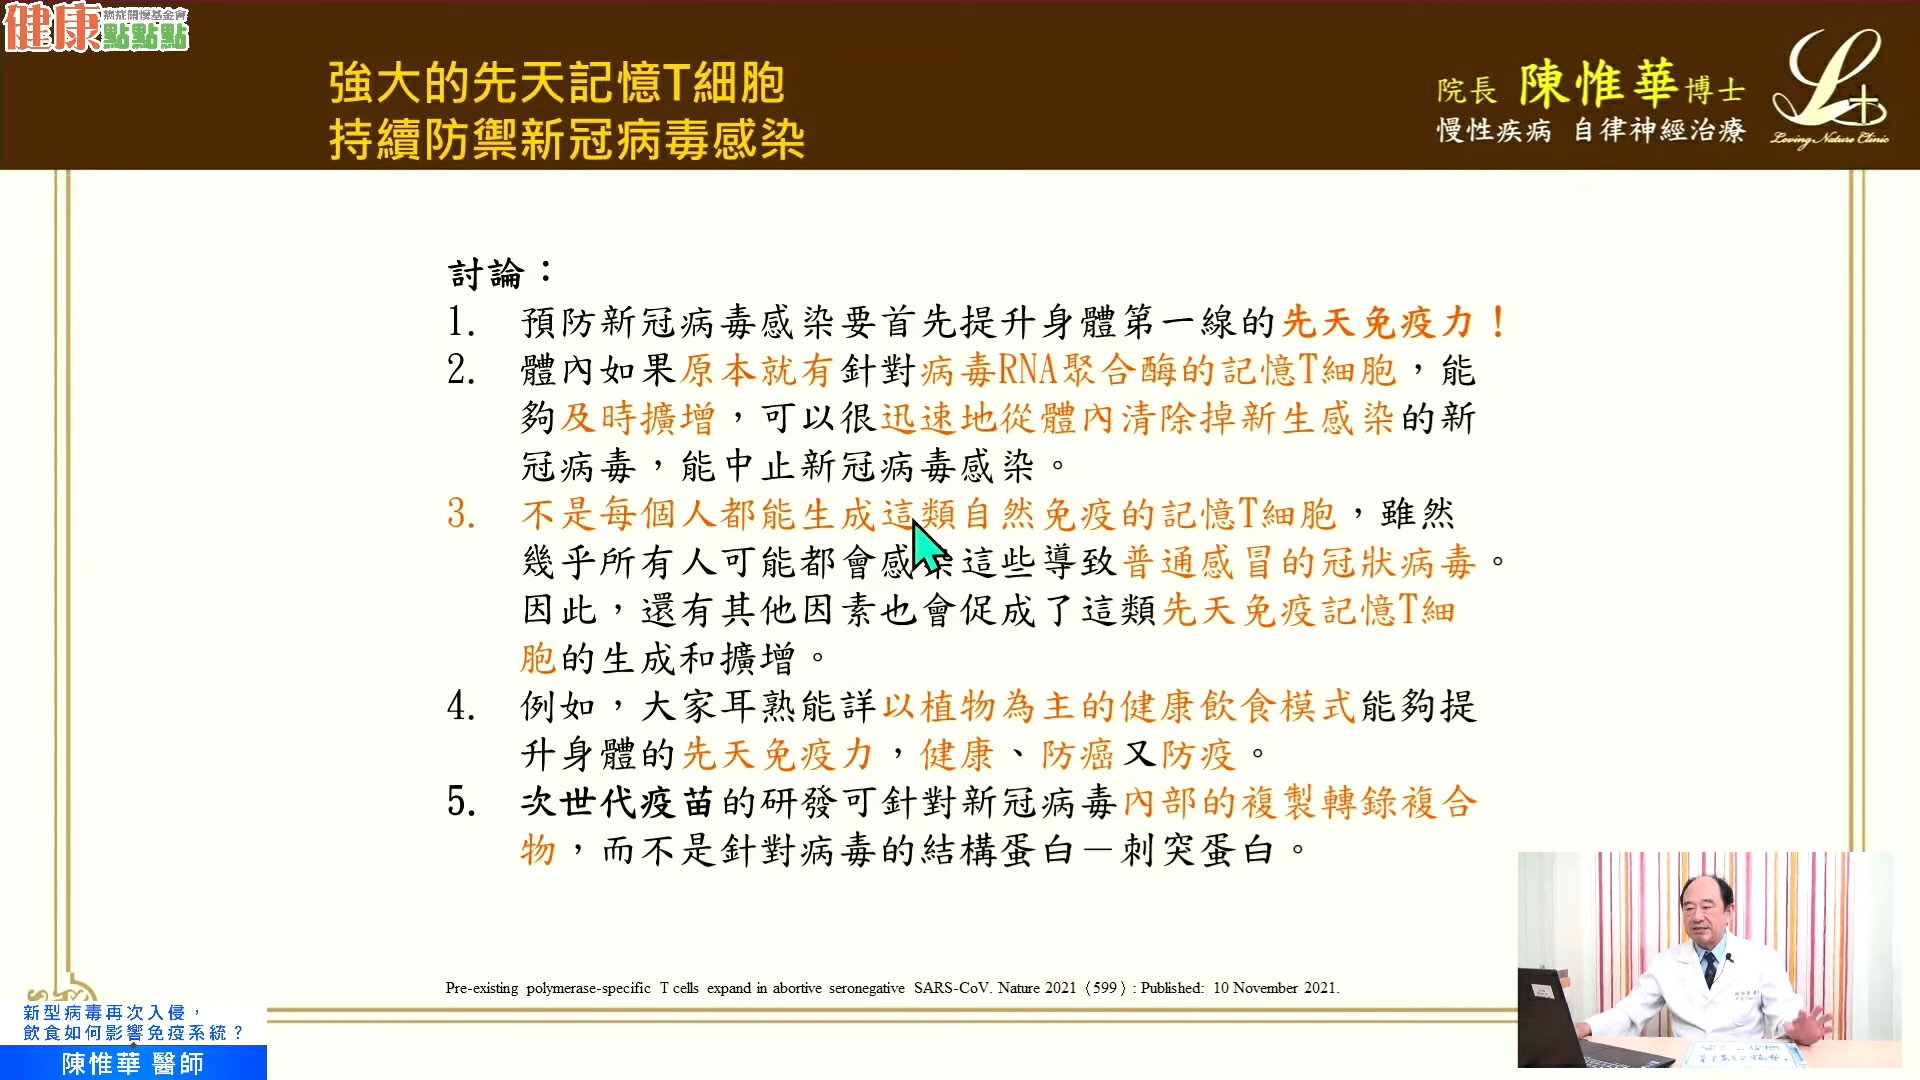 健康點點點
癌症關懷基金會
強大的先天記憶T細胞
持續防禦新冠病毒感染
院長 陳惟華博士
慢性疾病 自律神經治療
Loving Nature Clinic
討論：
1. 預防新冠病毒感染要首先提升身體第一線的先天免疫力！
2. 體內如果原本就有針對病毒RNA聚合酶的記憶T細胞，能
夠及時擴增，可以很迅速地從體內清除掉新生感染的新
冠病毒，能中止新冠病毒感染。
3. 不是每個人都能生成這類自然免疫的記憶T細胞，雖然
幾乎所有人可能都會感染這些導致普通感冒的冠狀病毒。
因此，還有其他因素也會促成了這類先天免疫記憶T細
胞的生成和擴增。
4. 例如，大家耳熟能詳以植物為主的健康飲食模式能夠提
升身體的先天免疫力，健康、防癌又防疫。
5. 次世代疫苗的研發可針對新冠病毒內部的複製轉錄複合
物，而不是針對病毒的結構蛋白－刺突蛋白。
Pre-existing polymerase-specific T cells expand in abortive seronegative SARS-CoV. Nature 2021 (599) : Published: 10 November 2021.
新型病毒再次入侵，
飲食如何影響免疫系統？
陳惟華 醫師